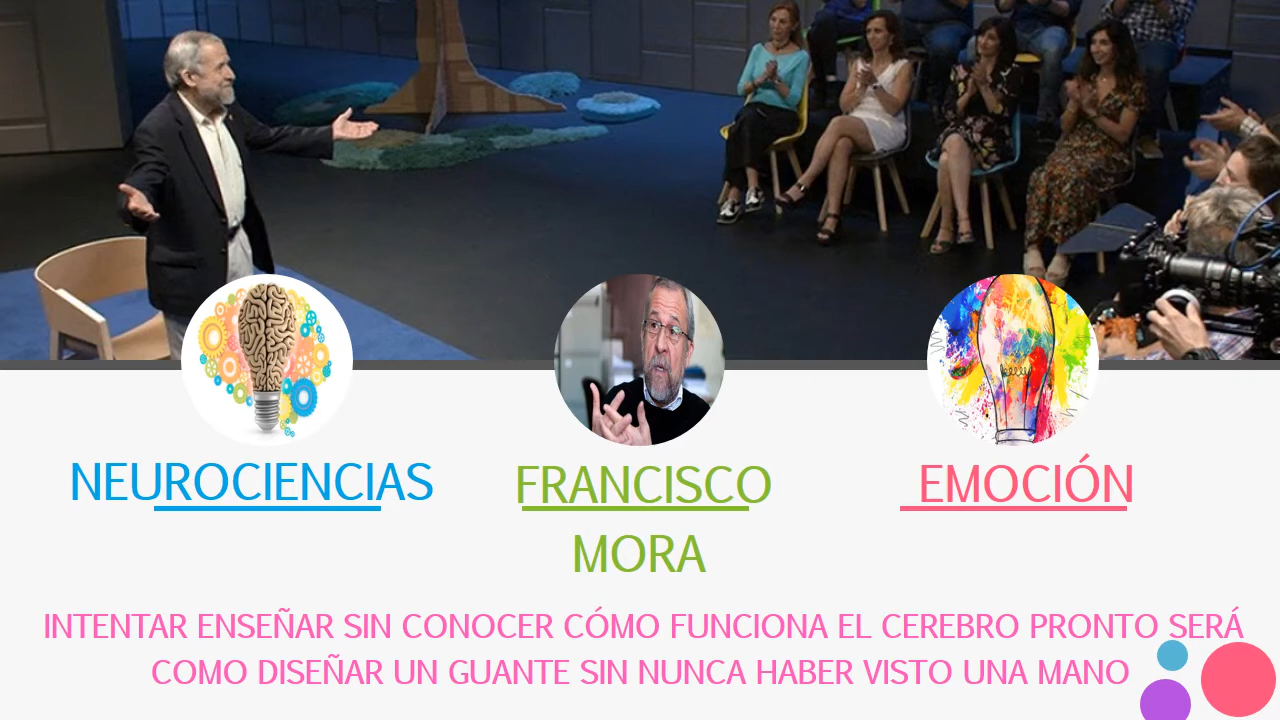 NEUROCIENCIAS
FRANCISCO
MORA
EMOCIÓN
INTENTAR ENSEÑAR SIN CONOCER CÓMO FUNCIONA EL CEREBRO PRONTO SERÁ
COMO DISEÑAR UN GUANTE SIN NUNCA HABER VISTO UNA MANO